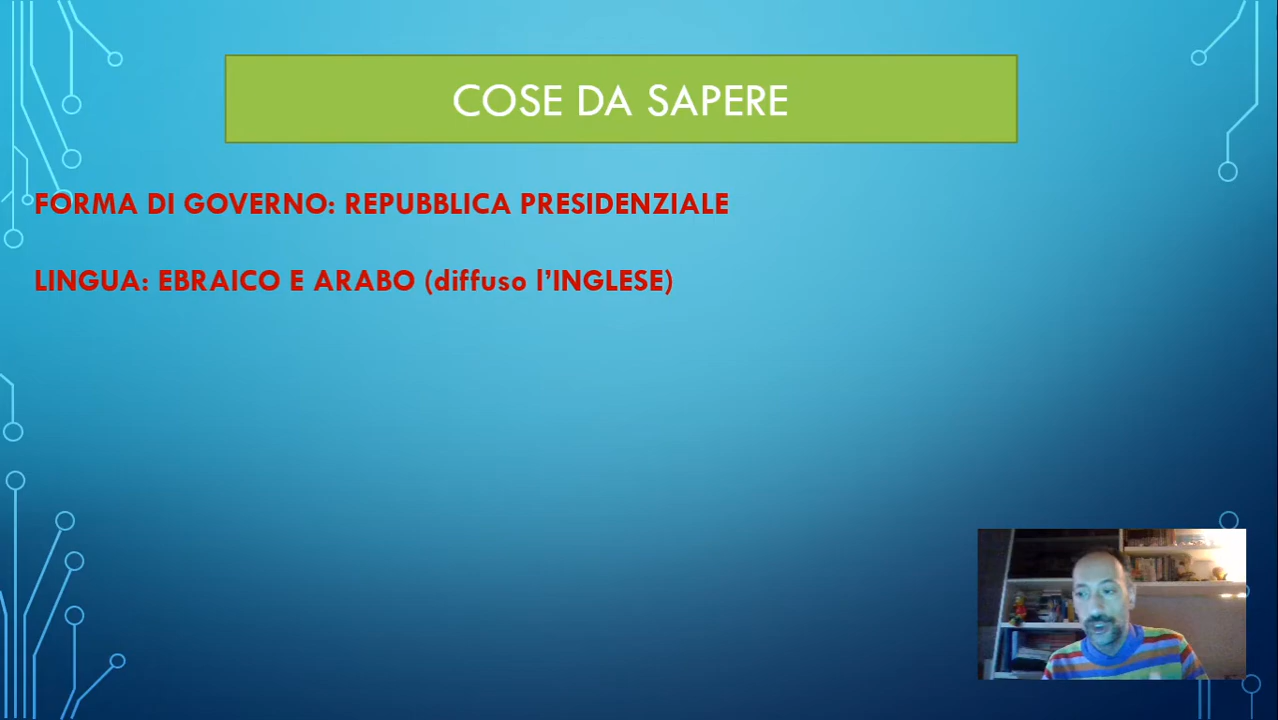 COSE DA SAPERE
FORMA DI GOVERNO: REPUBBLICA PRESIDENZIALE
LINGUA: EBRAICO E ARABO (diffuso l’INGLESE)